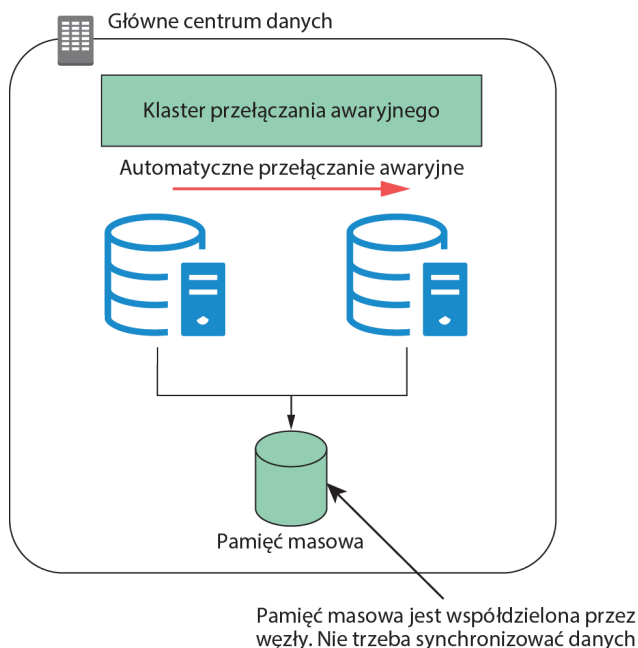 Główne centrum danych
Klaster przełączania awaryjnego
Automatyczne przełączanie awaryjne
Pamięć masowa
Pamięć masowa jest współdzielona przez
węzły. Nie trzeba synchronizować danych